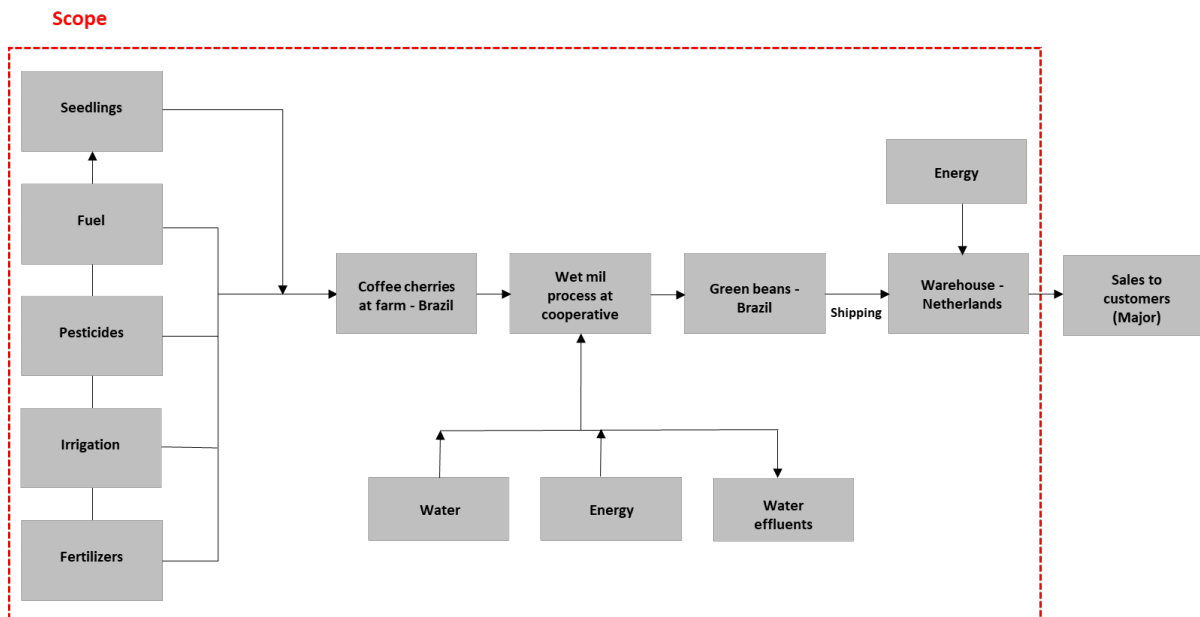 Scope
Seedlings
Fuel
Pesticides
Irrigation
Fertilizers
Coffee cherries
at farm - Brazil
Wet mil
process at
cooperative
Green beans -
Brazil
Shipping
Energy
Warehouse -
Netherlands
Sales to
customers
(Major)
Water
Energy
Water
effluents